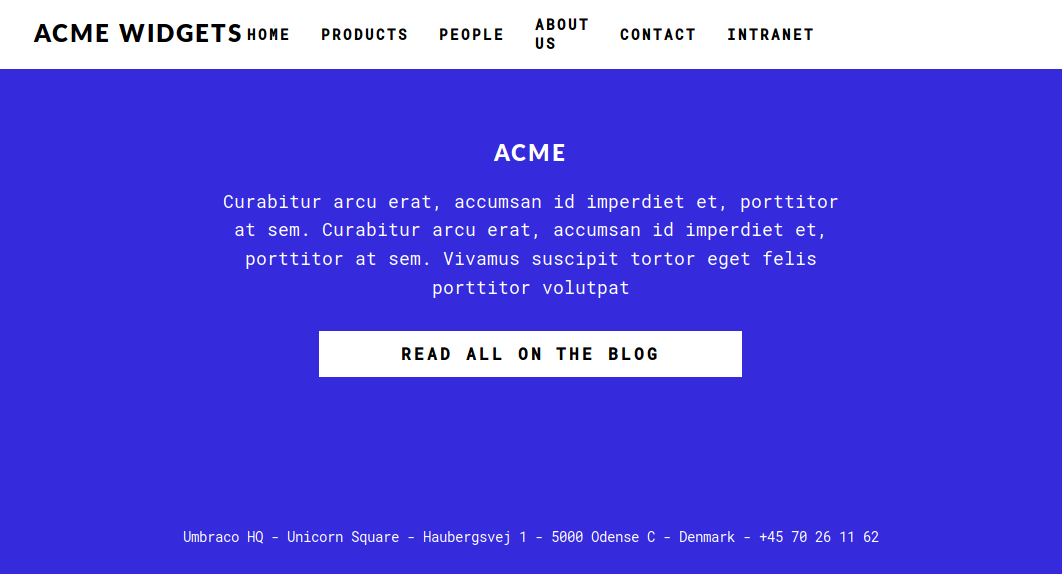 ACME WIDGETS HOME PRODUCTS PEOPLE ABOUT US CONTACT INTRANET
ACME
Curabitur arcu erat, accumsan id imperdiet et, porttitor
at sem. Curabitur arcu erat, accumsan id imperdiet et,
porttitor at sem. Vivamus suscipit tortor eget felis
porttitor volutpat
READ ALL ON THE BLOG
Umbraco HQ - Unicorn Square - Haubergsvej 1 - 5000 Odense C - Denmark - +45 70 26 11 62